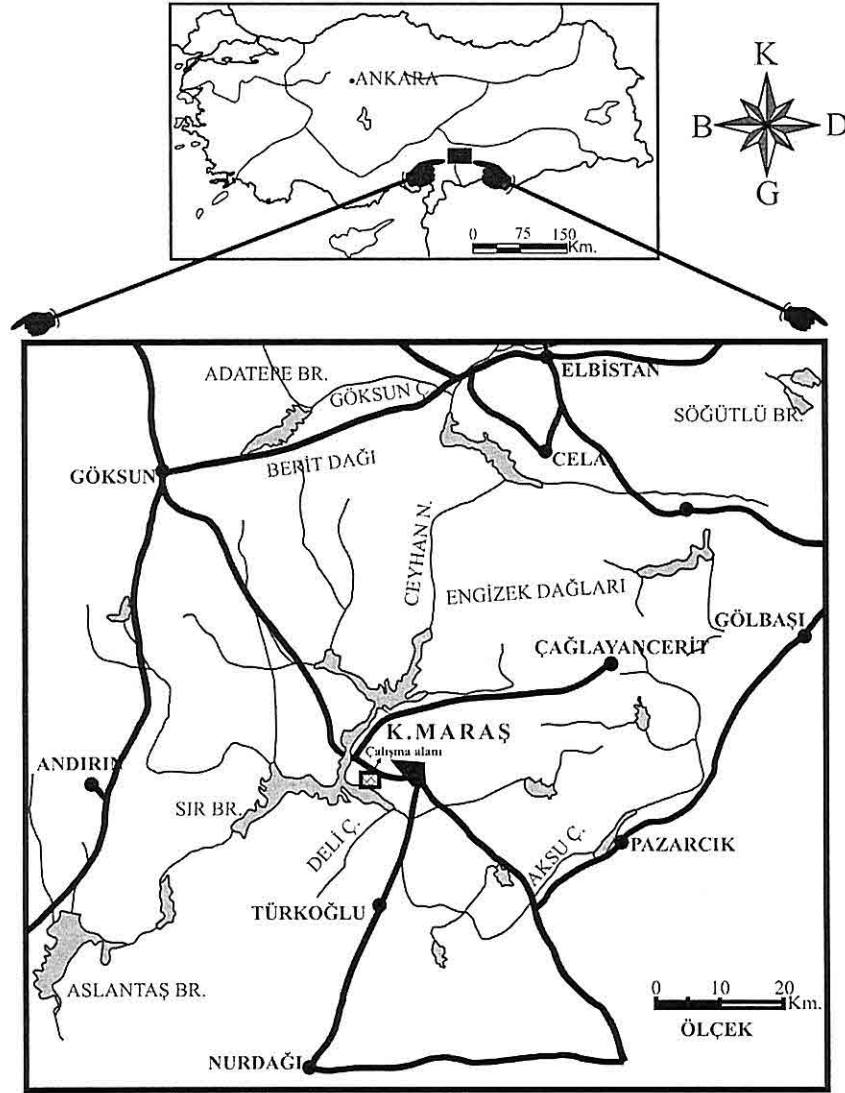 K
ANKARA
B
D
G
0 75 150
Km.
ELBİSTAN
ADATEPE BR.
GÖKSUN Ç.
SÖĞÜTLÜ BR.
BERİT DAĞI
CELA
GÖKSUN
CEYHAN N.
ENGİZEK DAĞLARI
GÖLBAŞI
ÇAĞLAYANCERİT
K.MARAŞ
Çalışma alanı
ANDIRIN
SIR BR.
DELİ Ç.
AKSU Ç.
PAZARCIK
TÜRKOĞLU
ASLANTAŞ BR.
0 10 20
Km.
ÖLÇEK
NURDAĞI